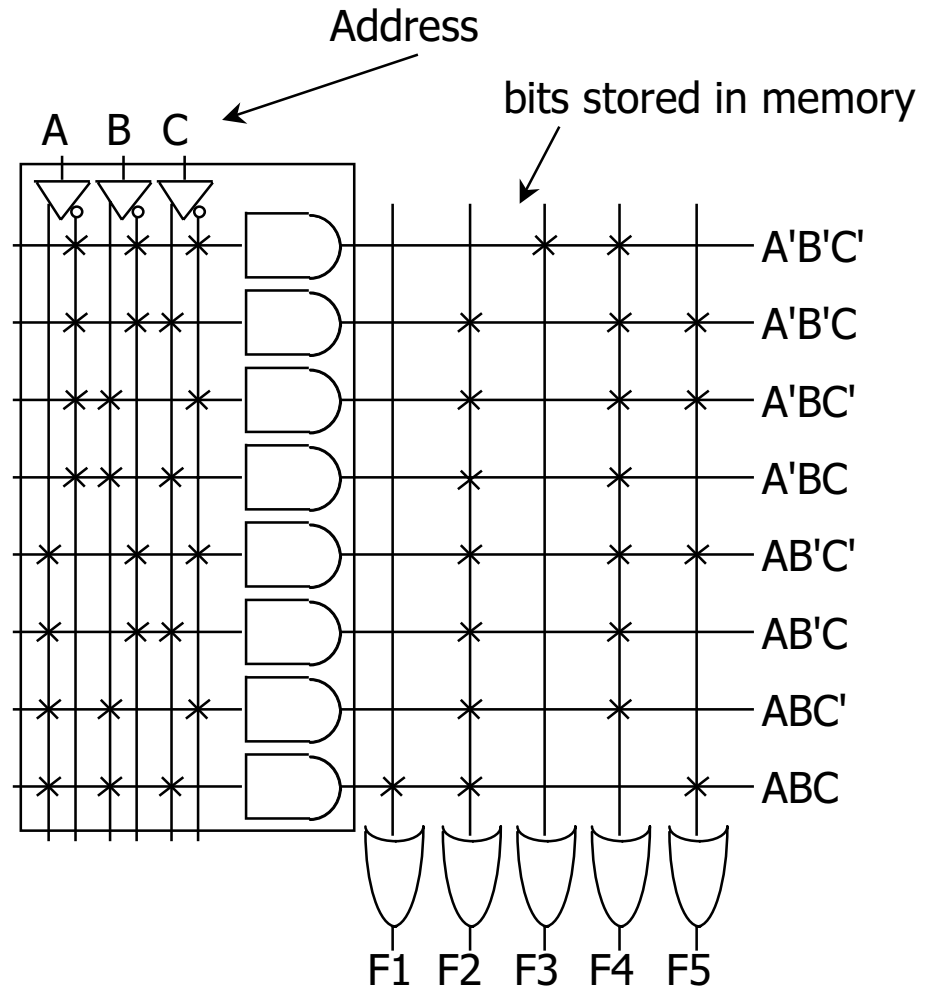 Address
bits stored in memory
A B C
A'B'C'
A'B'C
A'BC'
A'BC
AB'C'
AB'C
ABC'
ABC
F1 F2 F3 F4 F5